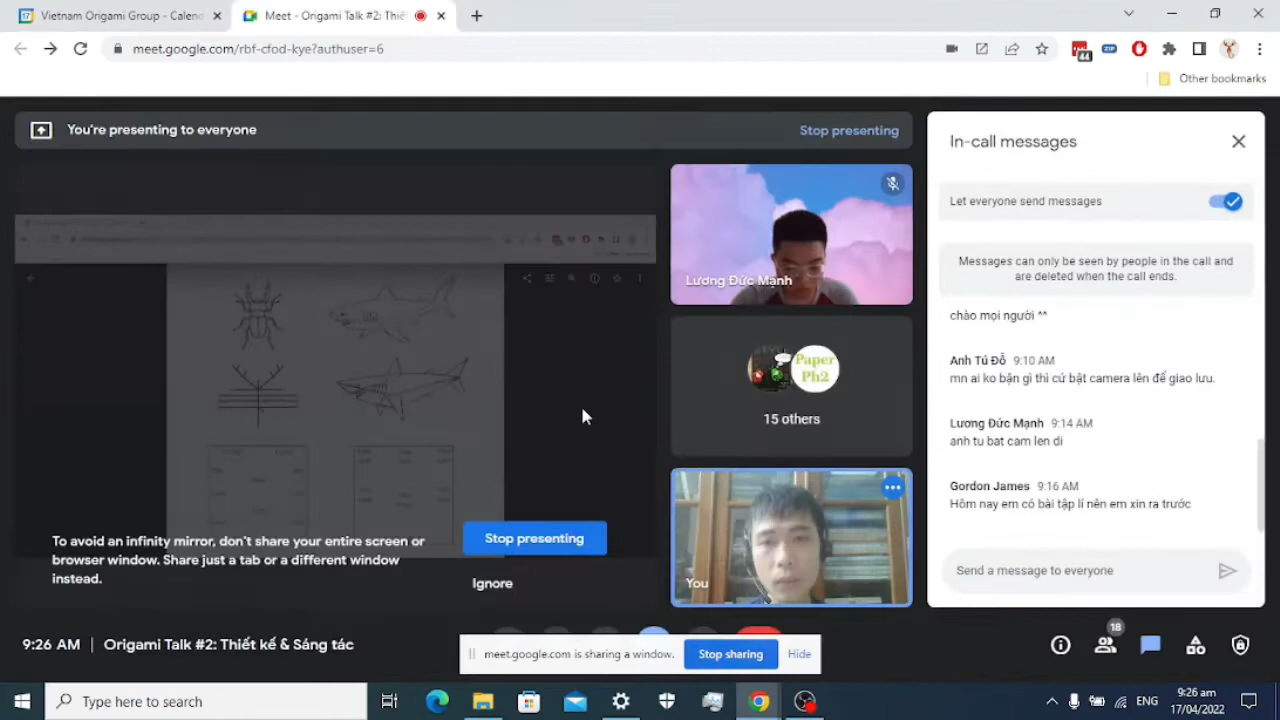 Vietnam Origami Group - Calen
Meet - Origami Talk #2: Thiế
meet.google.com/rbf-cfod-kye?authuser=6
44
ZIP
Other bookmarks
You're presenting to everyone
Stop presenting
Lương Đức Mạnh
Paper
Ph2
15 others
You
To avoid an infinity mirror, don't share your entire screen or
browser window. Share just a tab or a different window
instead.
Stop presenting
Ignore
In-call messages
Let everyone send messages
Messages can only be seen by people in the call and
are deleted when the call ends.
chào mọi người ^^
Anh Tú Đỗ 9:10 AM
mn ai ko bận gì thì cứ bật camera lên để giao lưu.
Lương Đức Mạnh 9:14 AM
anh tu bat cam len di
Gordon James 9:16 AM
Hôm nay em có bài tập lí nên em xin ra trước
Send a message to everyone
9:26 AM | Origami Talk #2: Thiết kế & Sáng tác
meet.google.com is sharing a window.
Stop sharing
Hide
18
Type here to search
ENG
9:26 am
17/04/2022